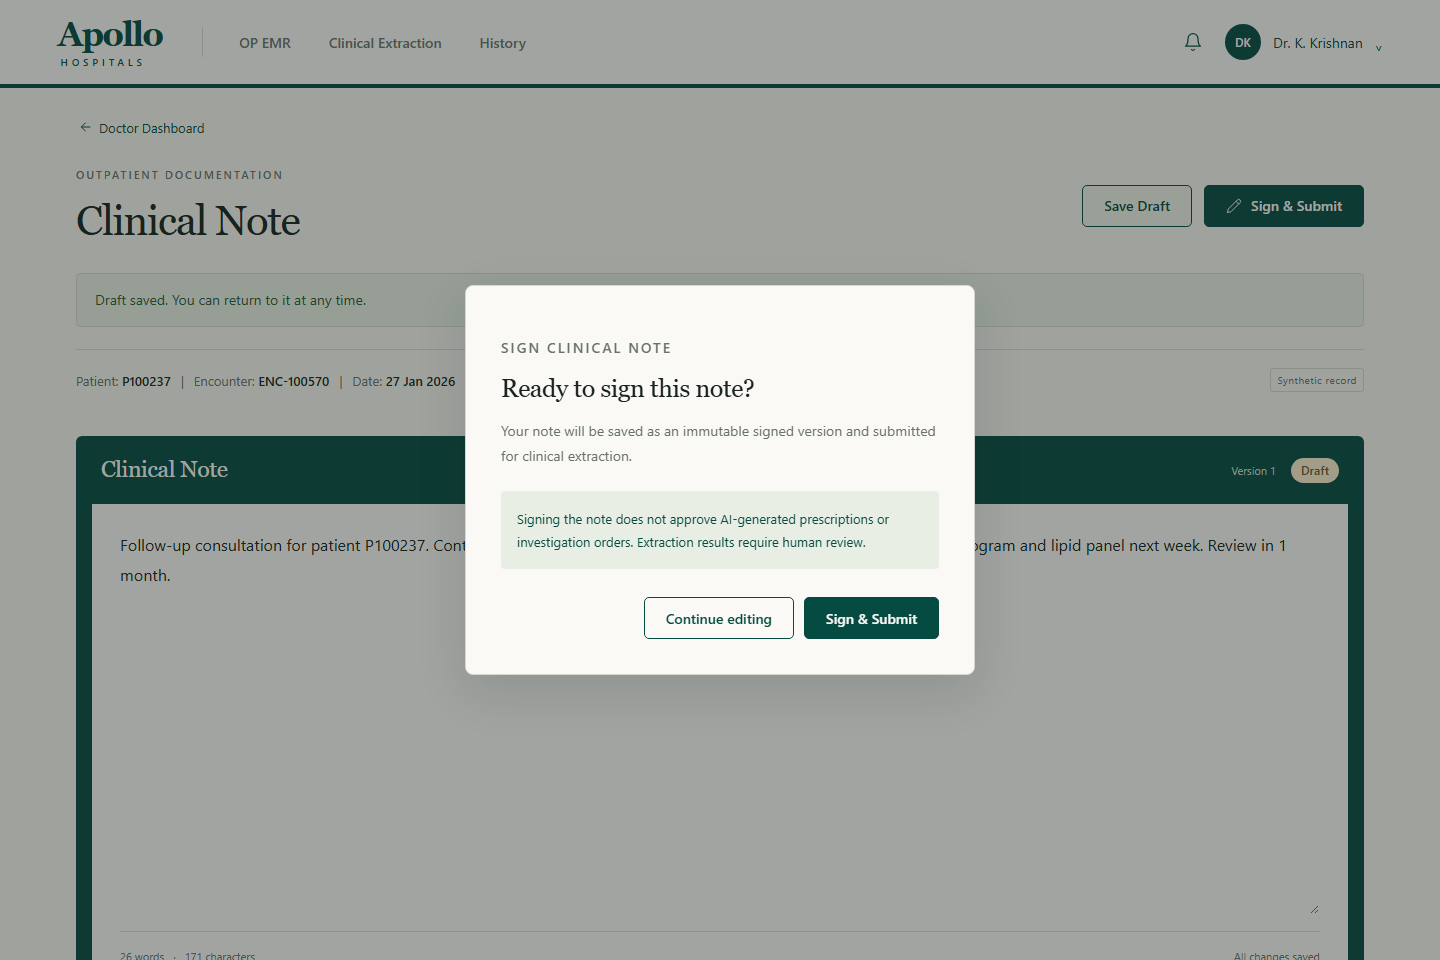 Apollo
HOSPITALS
OP EMR
Clinical Extraction
History
DK
Dr. K. Krishnan
v
Doctor Dashboard
OUTPATIENT DOCUMENTATION
Clinical Note
Save Draft
Sign & Submit
Draft saved. You can return to it at any time.
Patient: P100237 | Encounter: ENC-100570 | Date: 27 Jan 2026
Synthetic record
SIGN CLINICAL NOTE
Ready to sign this note?
Your note will be saved as an immutable signed version and submitted
for clinical extraction.
Signing the note does not approve AI-generated prescriptions or
investigation orders. Extraction results require human review.
Continue editing
Sign & Submit
Clinical Note
Version 1
Draft
Follow-up consultation for patient P100237. Cont
ogram and lipid panel next week. Review in 1
month.
26 words · 171 characters
All changes saved